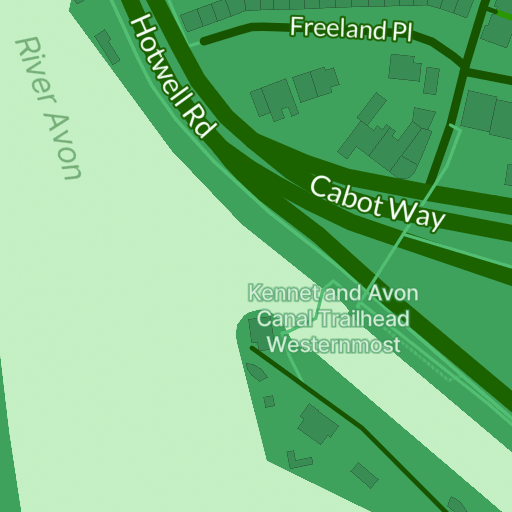 Freeland Pl
Hotwell Rd
River Avon
Cabot Way
Kennet and Avon
Canal Trailhead
Westernmost